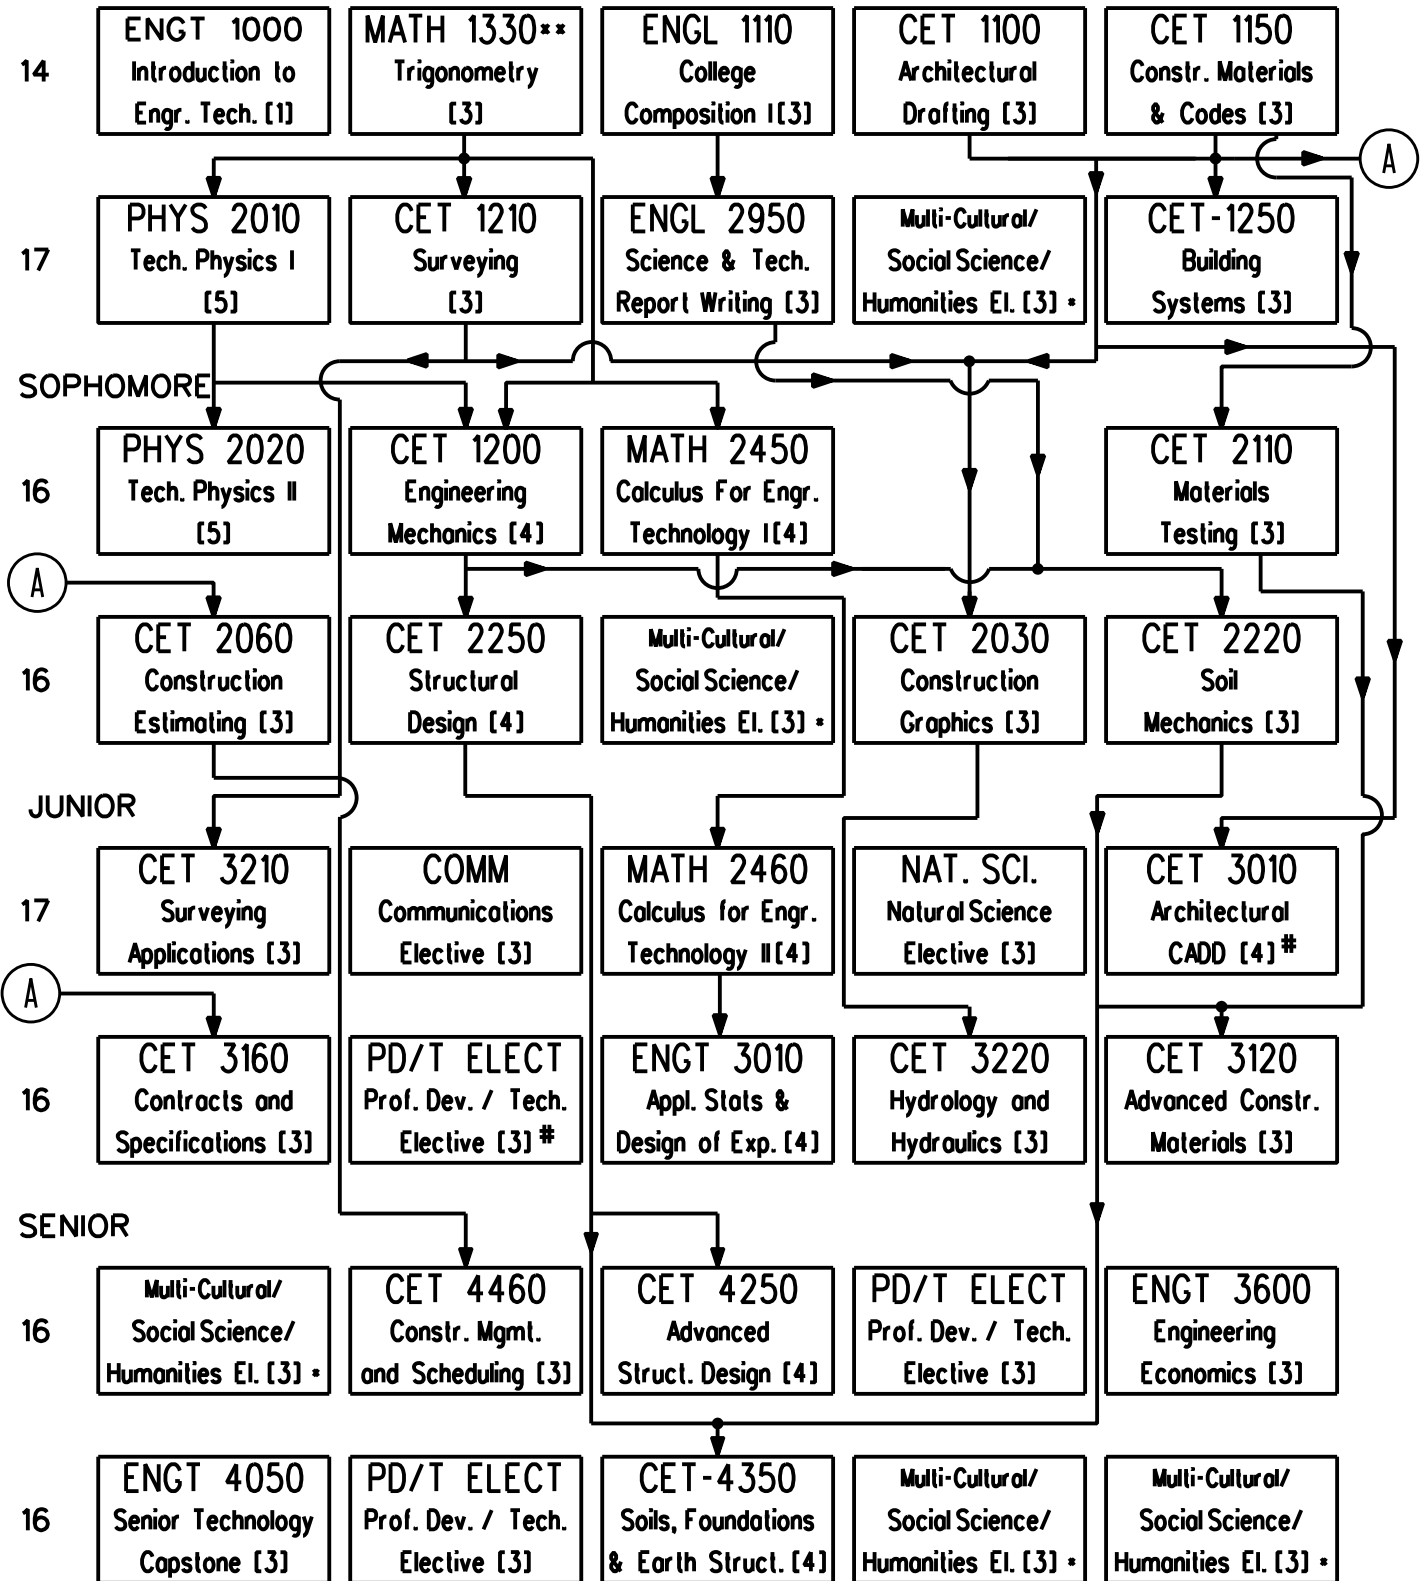 ENGT 1000
Introduction to
Engr. Tech. [1]
MATH 1330**
Trigonometry
[3]
ENGL 1110
College
Composition I [3]
CET 1100
Architectural
Drafting [3]
CET 1150
Constr. Materials
& Codes [3]
14
A
PHYS 2010
Tech. Physics I
[5]
CET 1210
Surveying
[3]
ENGL 2950
Science & Tech.
Report Writing [3]
Multi-Cultural/
Social Science/
Humanities El. [3] *
CET-1250
Building
Systems [3]
17
SOPHOMORE
PHYS 2020
Tech. Physics II
[5]
CET 1200
Engineering
Mechanics [4]
MATH 2450
Calculus For Engr.
Technology I [4]
CET 2110
Materials
Testing [3]
16
A
CET 2060
Construction
Estimating [3]
CET 2250
Structural
Design [4]
Multi-Cultural/
Social Science/
Humanities El. [3] *
CET 2030
Construction
Graphics [3]
CET 2220
Soil
Mechanics [3]
16
JUNIOR
CET 3210
Surveying
Applications [3]
COMM
Communications
Elective [3]
MATH 2460
Calculus for Engr.
Technology II [4]
NAT. SCI.
Natural Science
Elective [3]
CET 3010
Architectural
CADD [4] #
17
A
CET 3160
Contracts and
Specifications [3]
PD/T ELECT
Prof. Dev. / Tech.
Elective [3] #
ENGT 3010
Appl. Stats &
Design of Exp. [4]
CET 3220
Hydrology and
Hydraulics [3]
CET 3120
Advanced Constr.
Materials [3]
16
SENIOR
Multi-Cultural/
Social Science/
Humanities El. [3] *
CET 4460
Constr. Mgmt.
and Scheduling [3]
CET 4250
Advanced
Struct. Design [4]
PD/T ELECT
Prof. Dev. / Tech.
Elective [3]
ENGT 3600
Engineering
Economics [3]
16
ENGT 4050
Senior Technology
Capstone [3]
PD/T ELECT
Prof. Dev. / Tech.
Elective [3]
CET-4350
Soils, Foundations
& Earth Struct. [4]
Multi-Cultural/
Social Science/
Humanities El. [3] *
Multi-Cultural/
Social Science/
Humanities El. [3] *
16